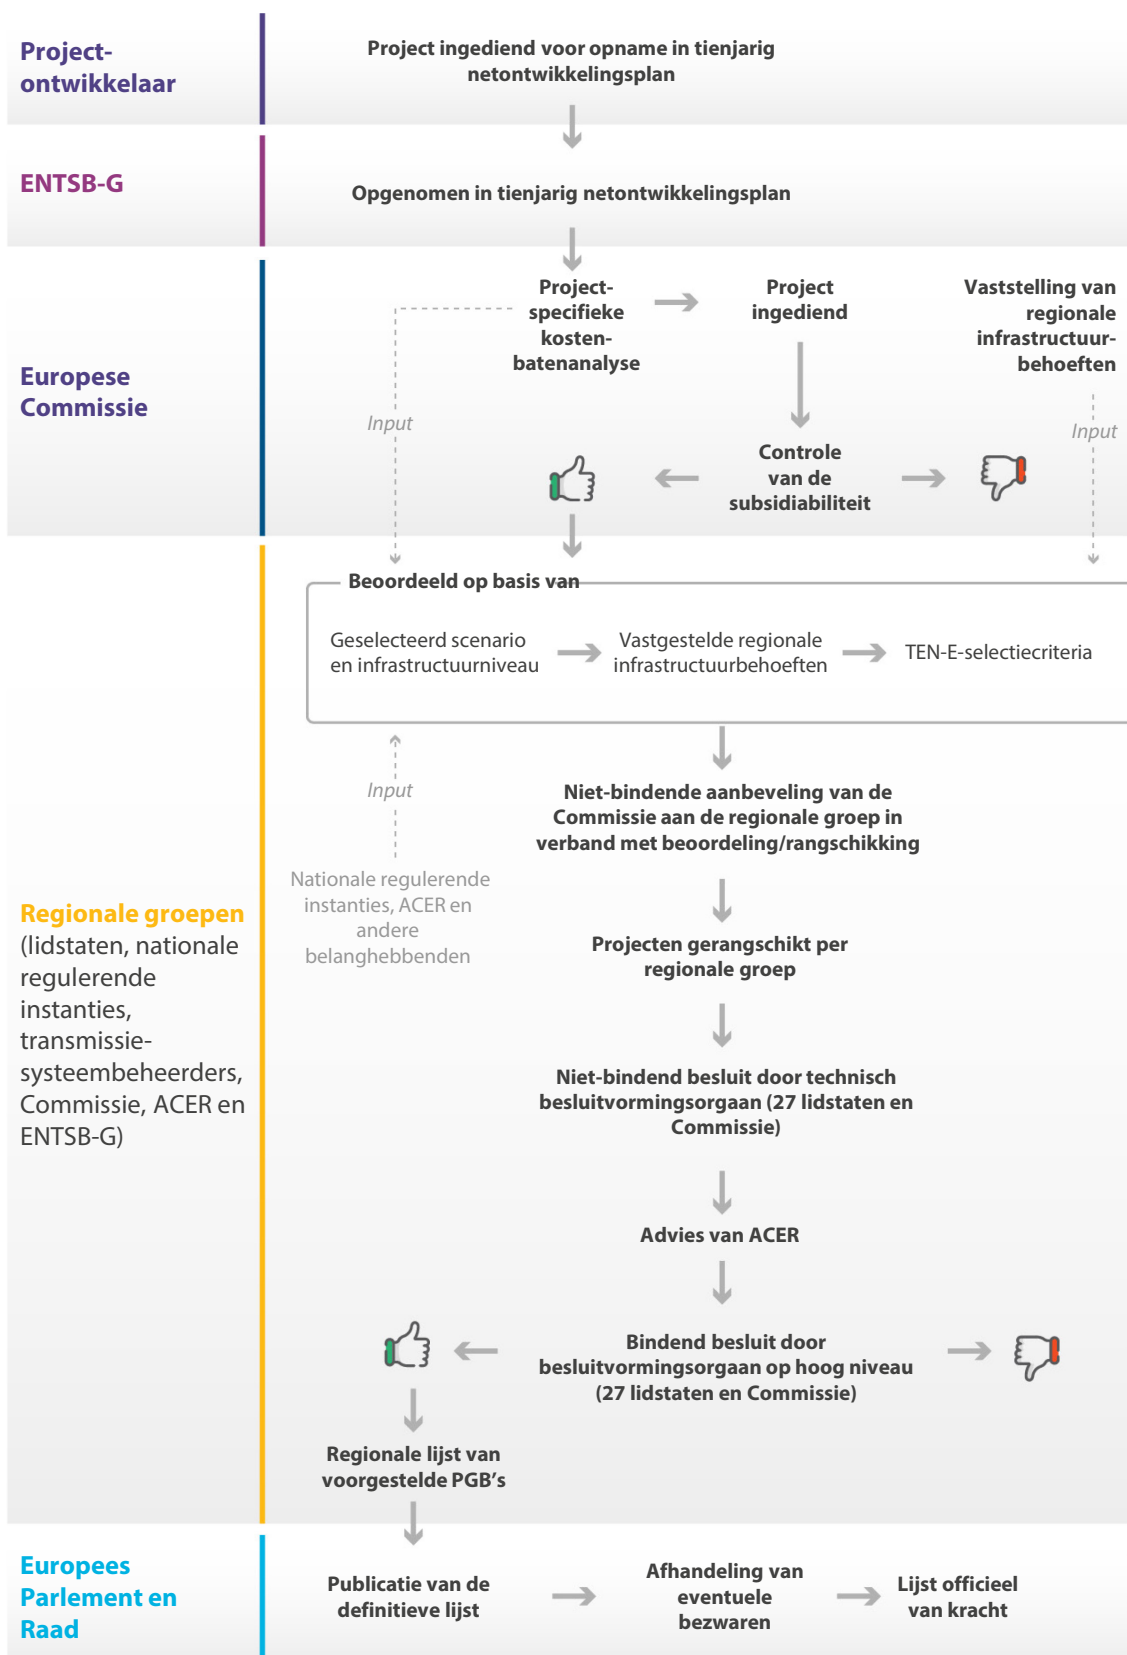 Project-
ontwikkelaar
Project ingediend voor opname in tienjarig
netontwikkelingsplan
ENTSB-G
Opgenomen in tienjarig netontwikkelingsplan
Europese
Commissie
Project-
specifieke
kosten-
batenanalyse
Project
ingediend
Vaststelling van
regionale
infrastructuur-
behoeften
Input
Input
Controle
van de
subsidiabiliteit
Regionale groepen
(lidstaten, nationale
regulerende
instanties,
transmissie-
systeembeheerders,
Commissie, ACER en
ENTSB-G)
Beoordeeld op basis van
Geselecteerd scenario
en infrastructuurniveau
Vastgestelde regionale
infrastructuurbehoeften
TEN-E-selectiecriteria
Input
Nationale regulerende
instanties, ACER en
andere
belanghebbenden
Niet-bindende aanbeveling van de
Commissie aan de regionale groep in
verband met beoordeling/rangschikking
Projecten gerangschikt per
regionale groep
Niet-bindend besluit door technisch
besluitvormingsorgaan (27 lidstaten en
Commissie)
Advies van ACER
Bindend besluit door
besluitvormingsorgaan op hoog niveau
(27 lidstaten en Commissie)
Regionale lijst van
voorgestelde PGB’s
Europees
Parlement en
Raad
Publicatie van de
definitieve lijst
Afhandeling van
eventuele
bezwaren
Lijst officieel
van kracht